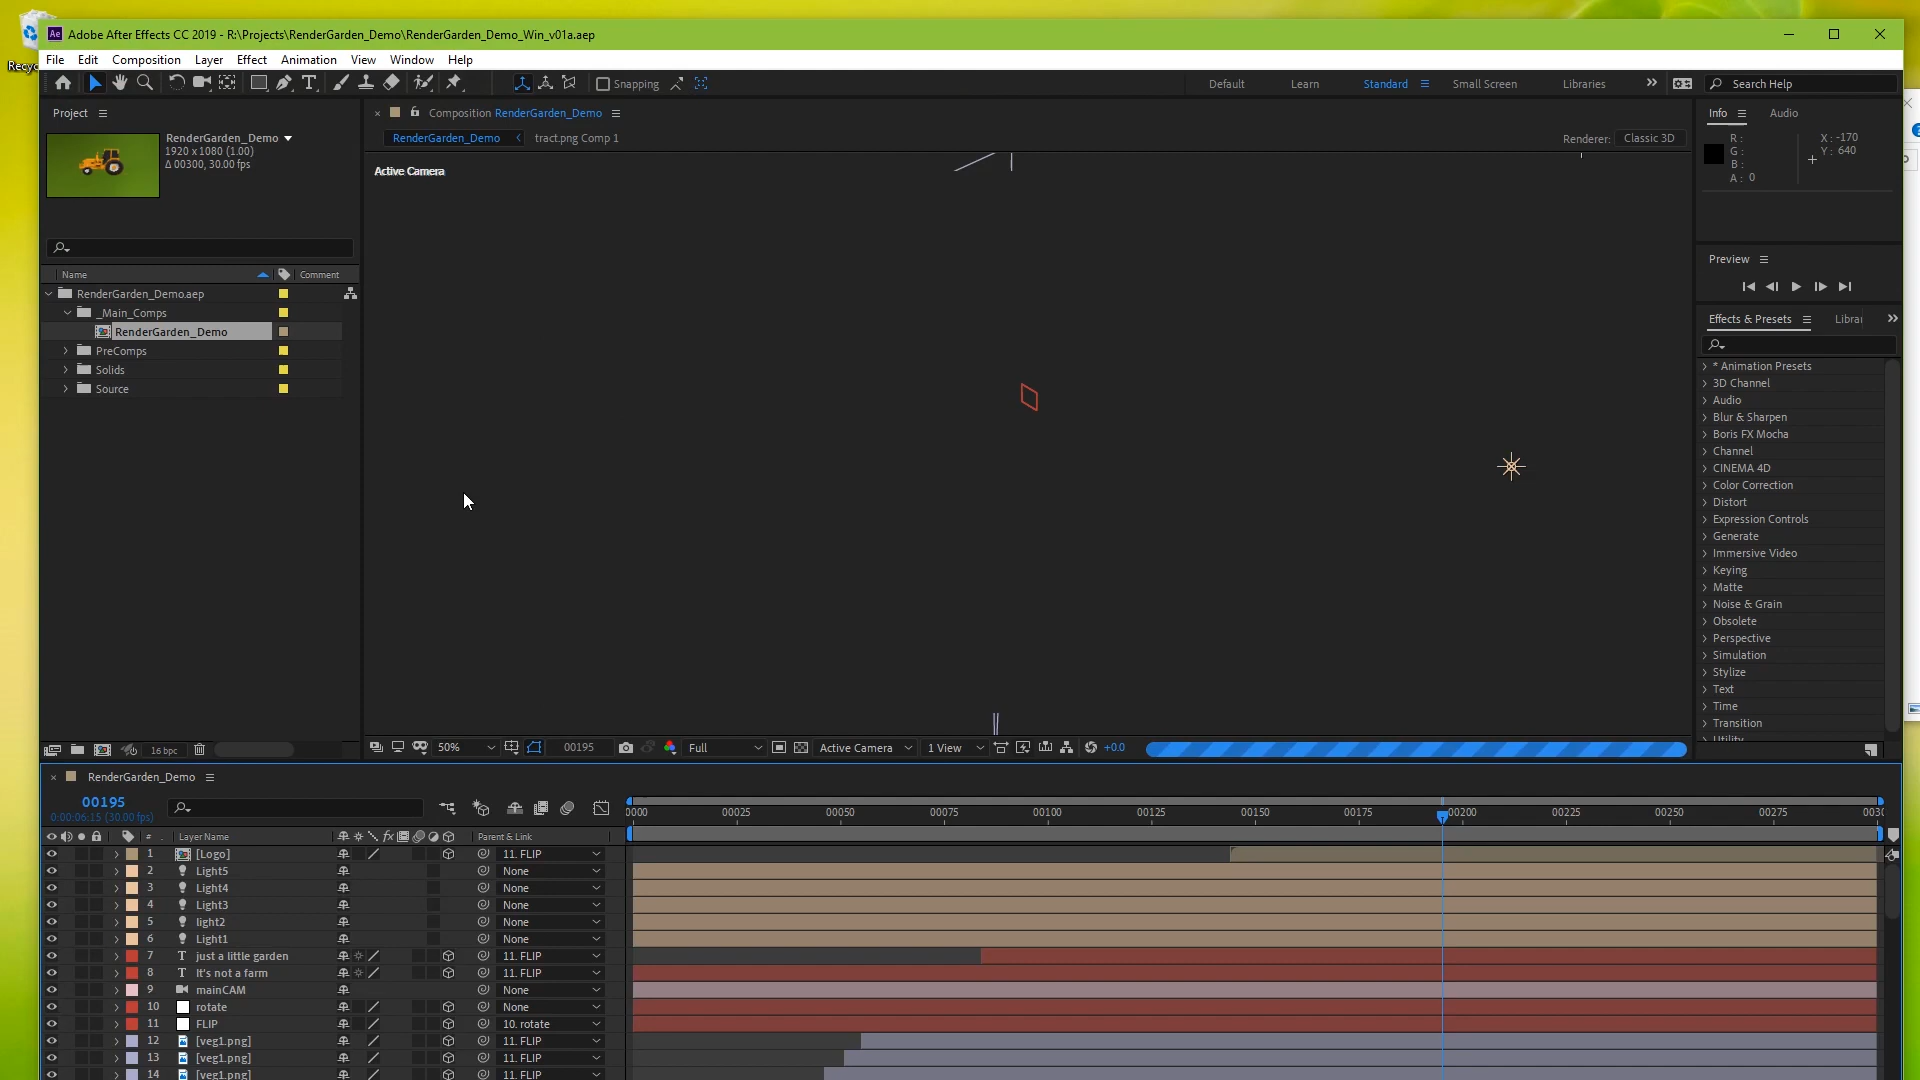 Recyc
Ae Adobe After Effects CC 2019 - R:\Projects\RenderGarden_Demo\RenderGarden_Demo_Win_v01a.aep
File Edit Composition Layer Effect Animation View Window Help
Snapping Default Learn Standard Small Screen Libraries Search Help
Project
RenderGarden_Demo
1920 x 1080 (1.00)
Δ 00300, 30.00 fps
Name Comment
RenderGarden_Demo.aep
_Main_Comps
RenderGarden_Demo
PreComps
Solids
Source
16 bpc
Composition RenderGarden_Demo
RenderGarden_Demo tract.png Comp 1
Renderer: Classic 3D
Active Camera
50% 00195 Full Active Camera 1 View +0.0
Info Audio
R :
G :
B :
A : 0
X : -170
Y : 640
Preview
Effects & Presets Librai
* Animation Presets
3D Channel
Audio
Blur & Sharpen
Boris FX Mocha
Channel
CINEMA 4D
Color Correction
Distort
Expression Controls
Generate
Immersive Video
Keying
Matte
Noise & Grain
Obsolete
Perspective
Simulation
Stylize
Text
Time
Transition
Utility
RenderGarden_Demo
00195
0:00:06:15 (30.00 fps)
0000 00025 00050 00075 00100 00125 00150 00175 00200 00225 00250 00275 0030
# Layer Name fx Parent & Link
1 [Logo] 11. FLIP
2 Light5 None
3 Light4 None
4 Light3 None
5 light2 None
6 Light1 None
7 T just a little garden 11. FLIP
8 T It's not a farm 11. FLIP
9 mainCAM None
10 rotate None
11 FLIP 10. rotate
12 [veg1.png] 11. FLIP
13 [veg1.png] 11. FLIP
14 [veg1.png] 11. FLIP